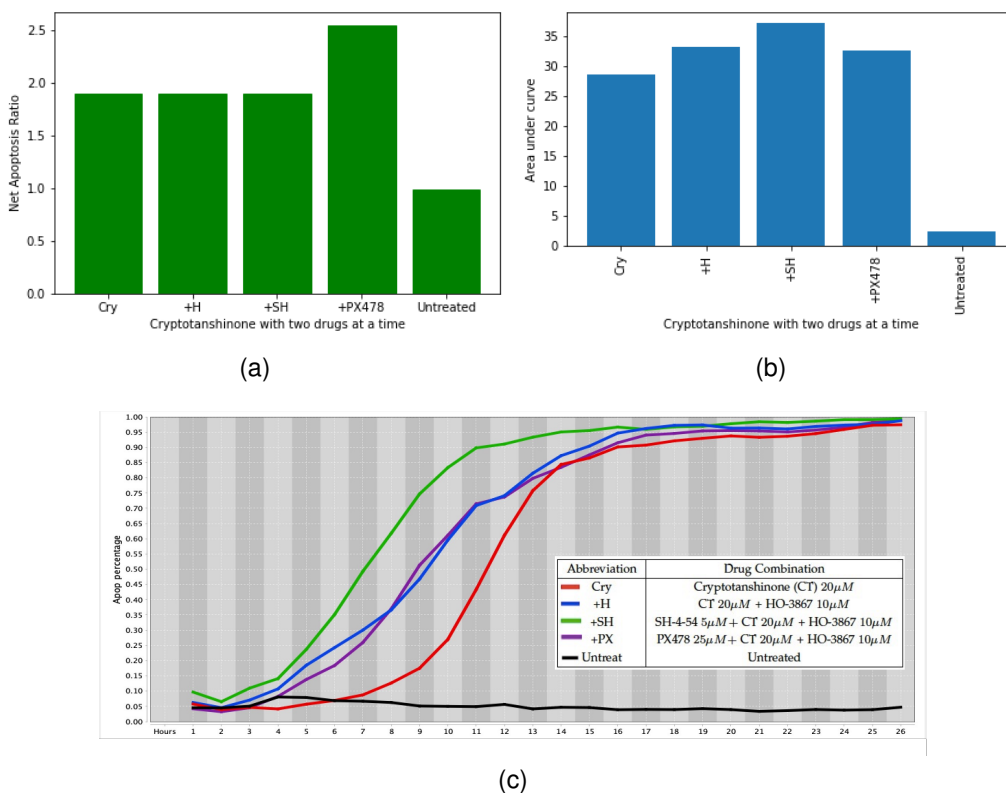 2.5
2.0
1.5
1.0
0.5
0.0
Net Apoptosis Ratio
Cry +H +SH +PX478 Untreated
Cryptotanshinone with two drugs at a time
(a)
35
30
25
20
15
10
5
0
Area under curve
Cry +H +SH +PX478 Untreated
Cryptotanshinone with two drugs at a time
(b)
1.00
0.95
0.90
0.85
0.80
0.75
0.70
0.65
0.60
0.55
0.50
0.45
0.40
0.35
0.30
0.25
0.20
0.15
0.10
0.05
0.00
Apop percentage
Abbreviation Drug Combination
Cry Cryptotanshinone (CT) 20μM
+H CT 20μM + HO-3867 10μM
+SH SH-4-54 5μM + CT 20μM + HO-3867 10μM
+PX PX478 25μM + CT 20μM + HO-3867 10μM
Untreat Untreated
Hours 1 2 3 4 5 6 7 8 9 10 11 12 13 14 15 16 17 18 19 20 21 22 23 24 25 26
(c)